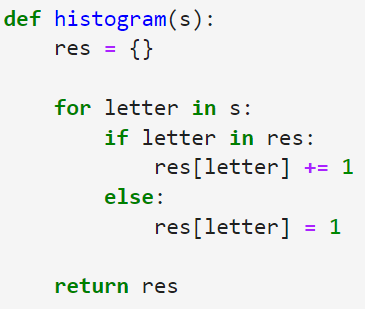 def histogram(s):
    res = {}

    for letter in s:
        if letter in res:
            res[letter] += 1
        else:
            res[letter] = 1

    return res